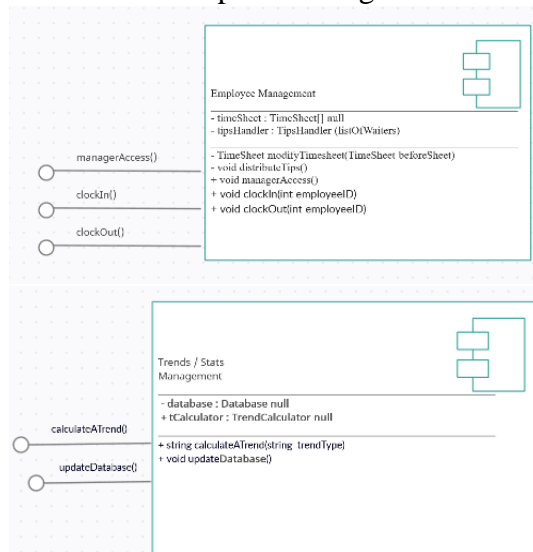 Employee Management
- timeSheet : TimeSheet[] null
- tipsHandler : TipsHandler (listOfWaiters)
managerAccess()
- TimeSheet modifyTimesheet(TimeSheet beforeSheet)
- void distributeTips()
+ void managerAccess()
clockIn()
+ void clockIn(int employeeID)
+ void clockOut(int employeeID)
clockOut()
Trends / Stats
Management
- database : Database null
+ tCalculator : TrendCalculator null
calculateATrend()
+ string calculateATrend(string trendType)
+ void updateDatabase()
updateDatabase()